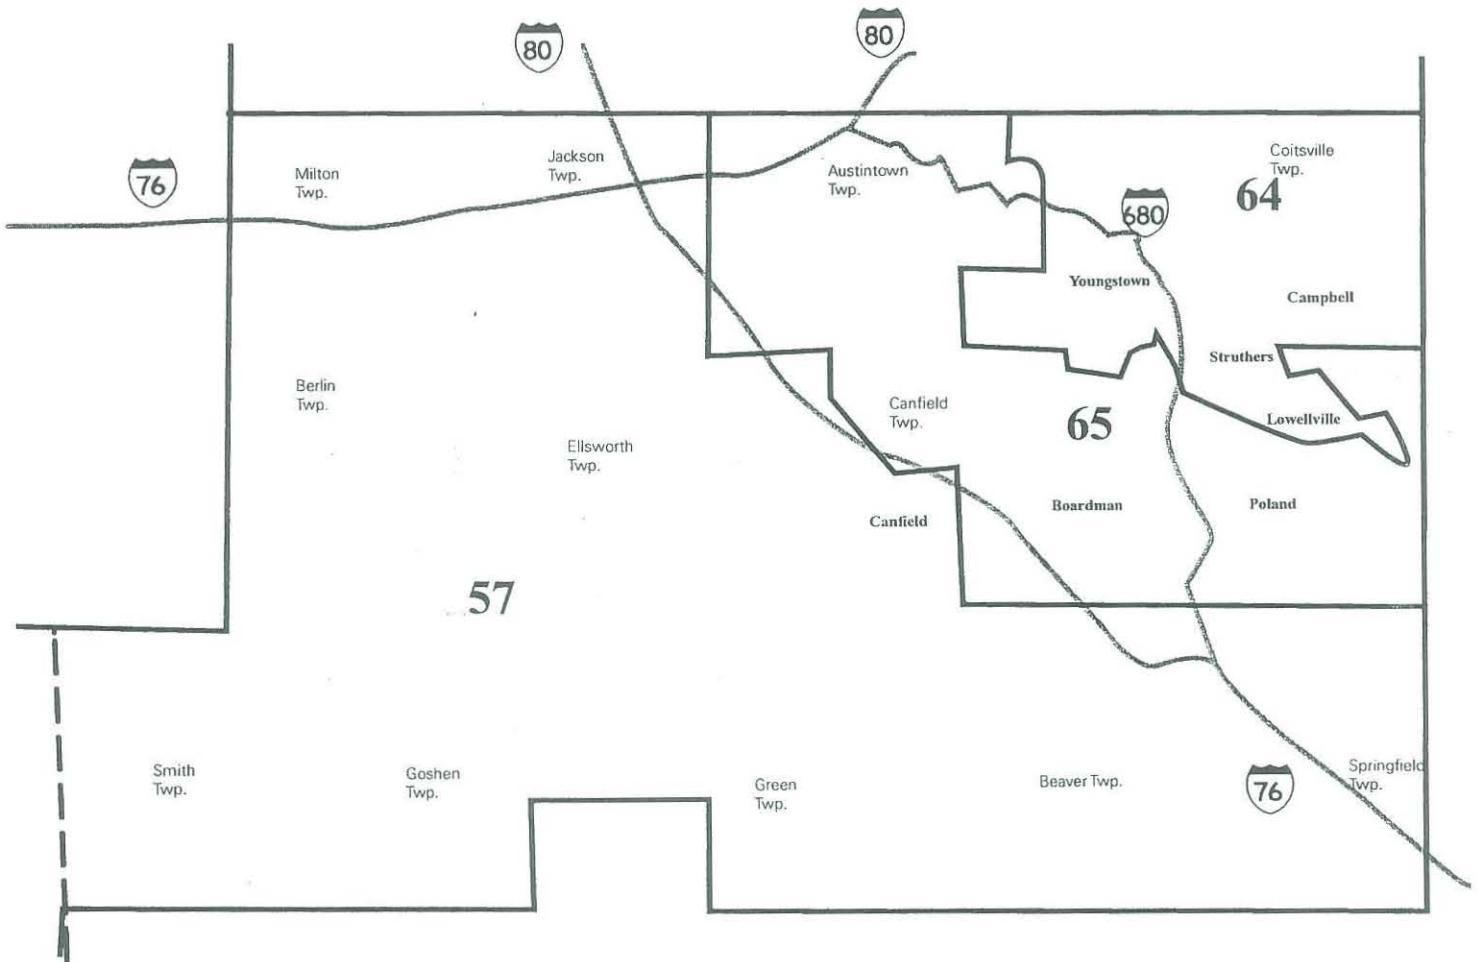 80
80
76
Milton
Twp.
Jackson
Twp.
Austintown
Twp.
Coitsville
Twp.
64
680
Youngstown
Campbell
Struthers
Berlin
Twp.
Canfield
Twp.
65
Lowellville
Ellsworth
Twp.
Canfield
Boardman
Poland
57
Smith
Twp.
Goshen
Twp.
Green
Twp.
Beaver Twp.
76
Springfield
Twp.